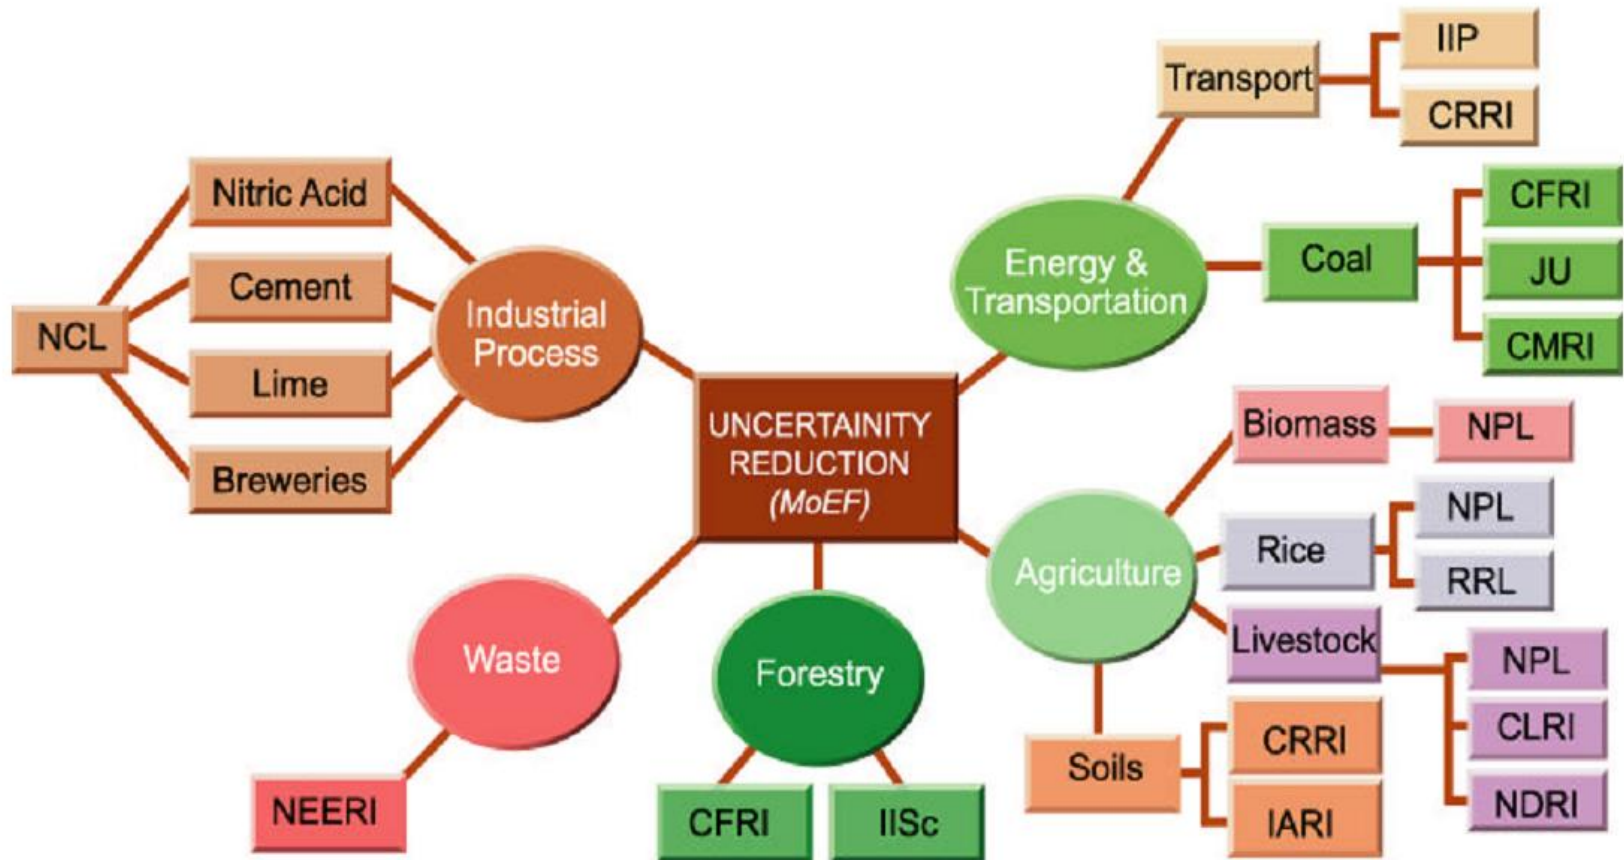 IIP
Transport
CRRI
Nitric Acid
CFRI
Energy &
Transportation
Coal
JU
Cement
Industrial
Process
NCL
CMRI
Lime
UNCERTAINITY
REDUCTION
(MoEF)
Biomass
NPL
Breweries
NPL
Rice
RRL
Agriculture
Livestock
NPL
Waste
Forestry
CLRI
CRRI
Soils
NDRI
IARI
NEERI
CFRI
IISc